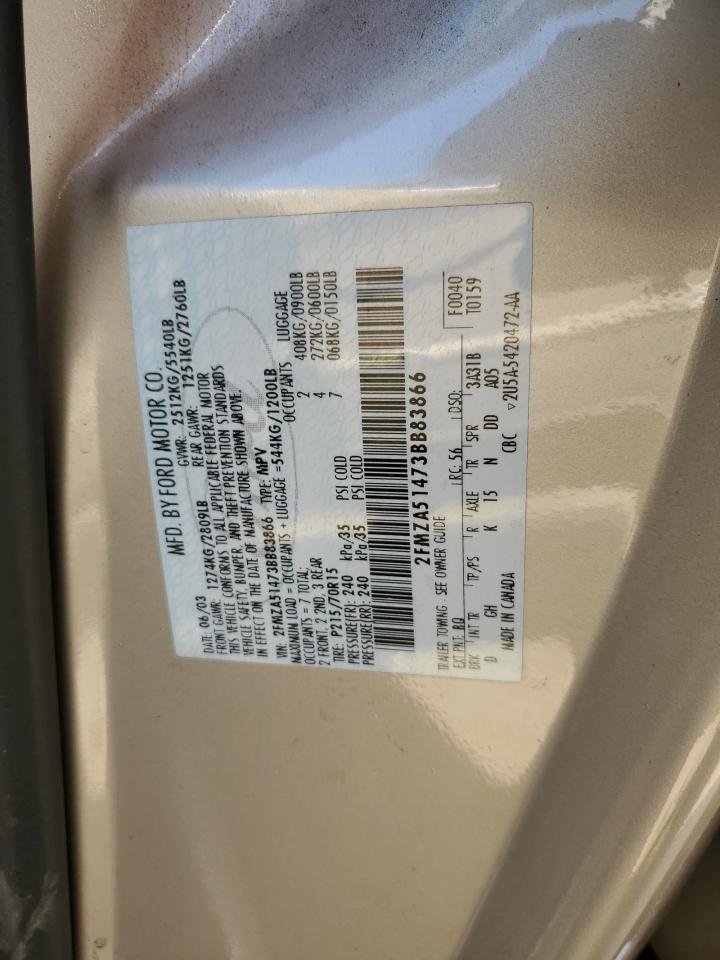 MFD. BY FORD MOTOR CO.
DATE: 06/03 GVWR: 2512KG/5540LB
FRONT GAWR: 1274KG/2809LB REAR GAWR: 1251KG/2760LB
THIS VEHICLE CONFORMS TO ALL APPLICABLE FEDERAL MOTOR
VEHICLE SAFETY, BUMPER, AND THEFT PREVENTION STANDARDS
IN EFFECT ON THE DATE OF MANUFACTURE SHOWN ABOVE.
VIN: 2FMZA51473BB83866 TYPE: MPV
MAXIMUM LOAD = OCCUPANTS + LUGGAGE =544KG/1200LB
OCCUPANTS = 7 TOTAL: OCCUPANTS LUGGAGE
2 FRONT, 2 2ND, 3 REAR 2 408KG/0900LB
TIRE: P215/70R15 4 272KG/0600LB
PRESSURE(FR): 240 kPa/35 PSI COLD 7 068KG/0150LB
PRESSURE(RR): 240 kPa/35 PSI COLD
2FMZA51473BB83866
TRAILER TOWING - SEE OWNER GUIDE
EXT PNT: BQ RC: 56 DSO: F0040
BRK INT TR TP/PS R AXLE TR SPR T0159
D GH K 15 N DD 3A31B
A05
MADE IN CANADA CBC ▽2U5A-5420472-AA